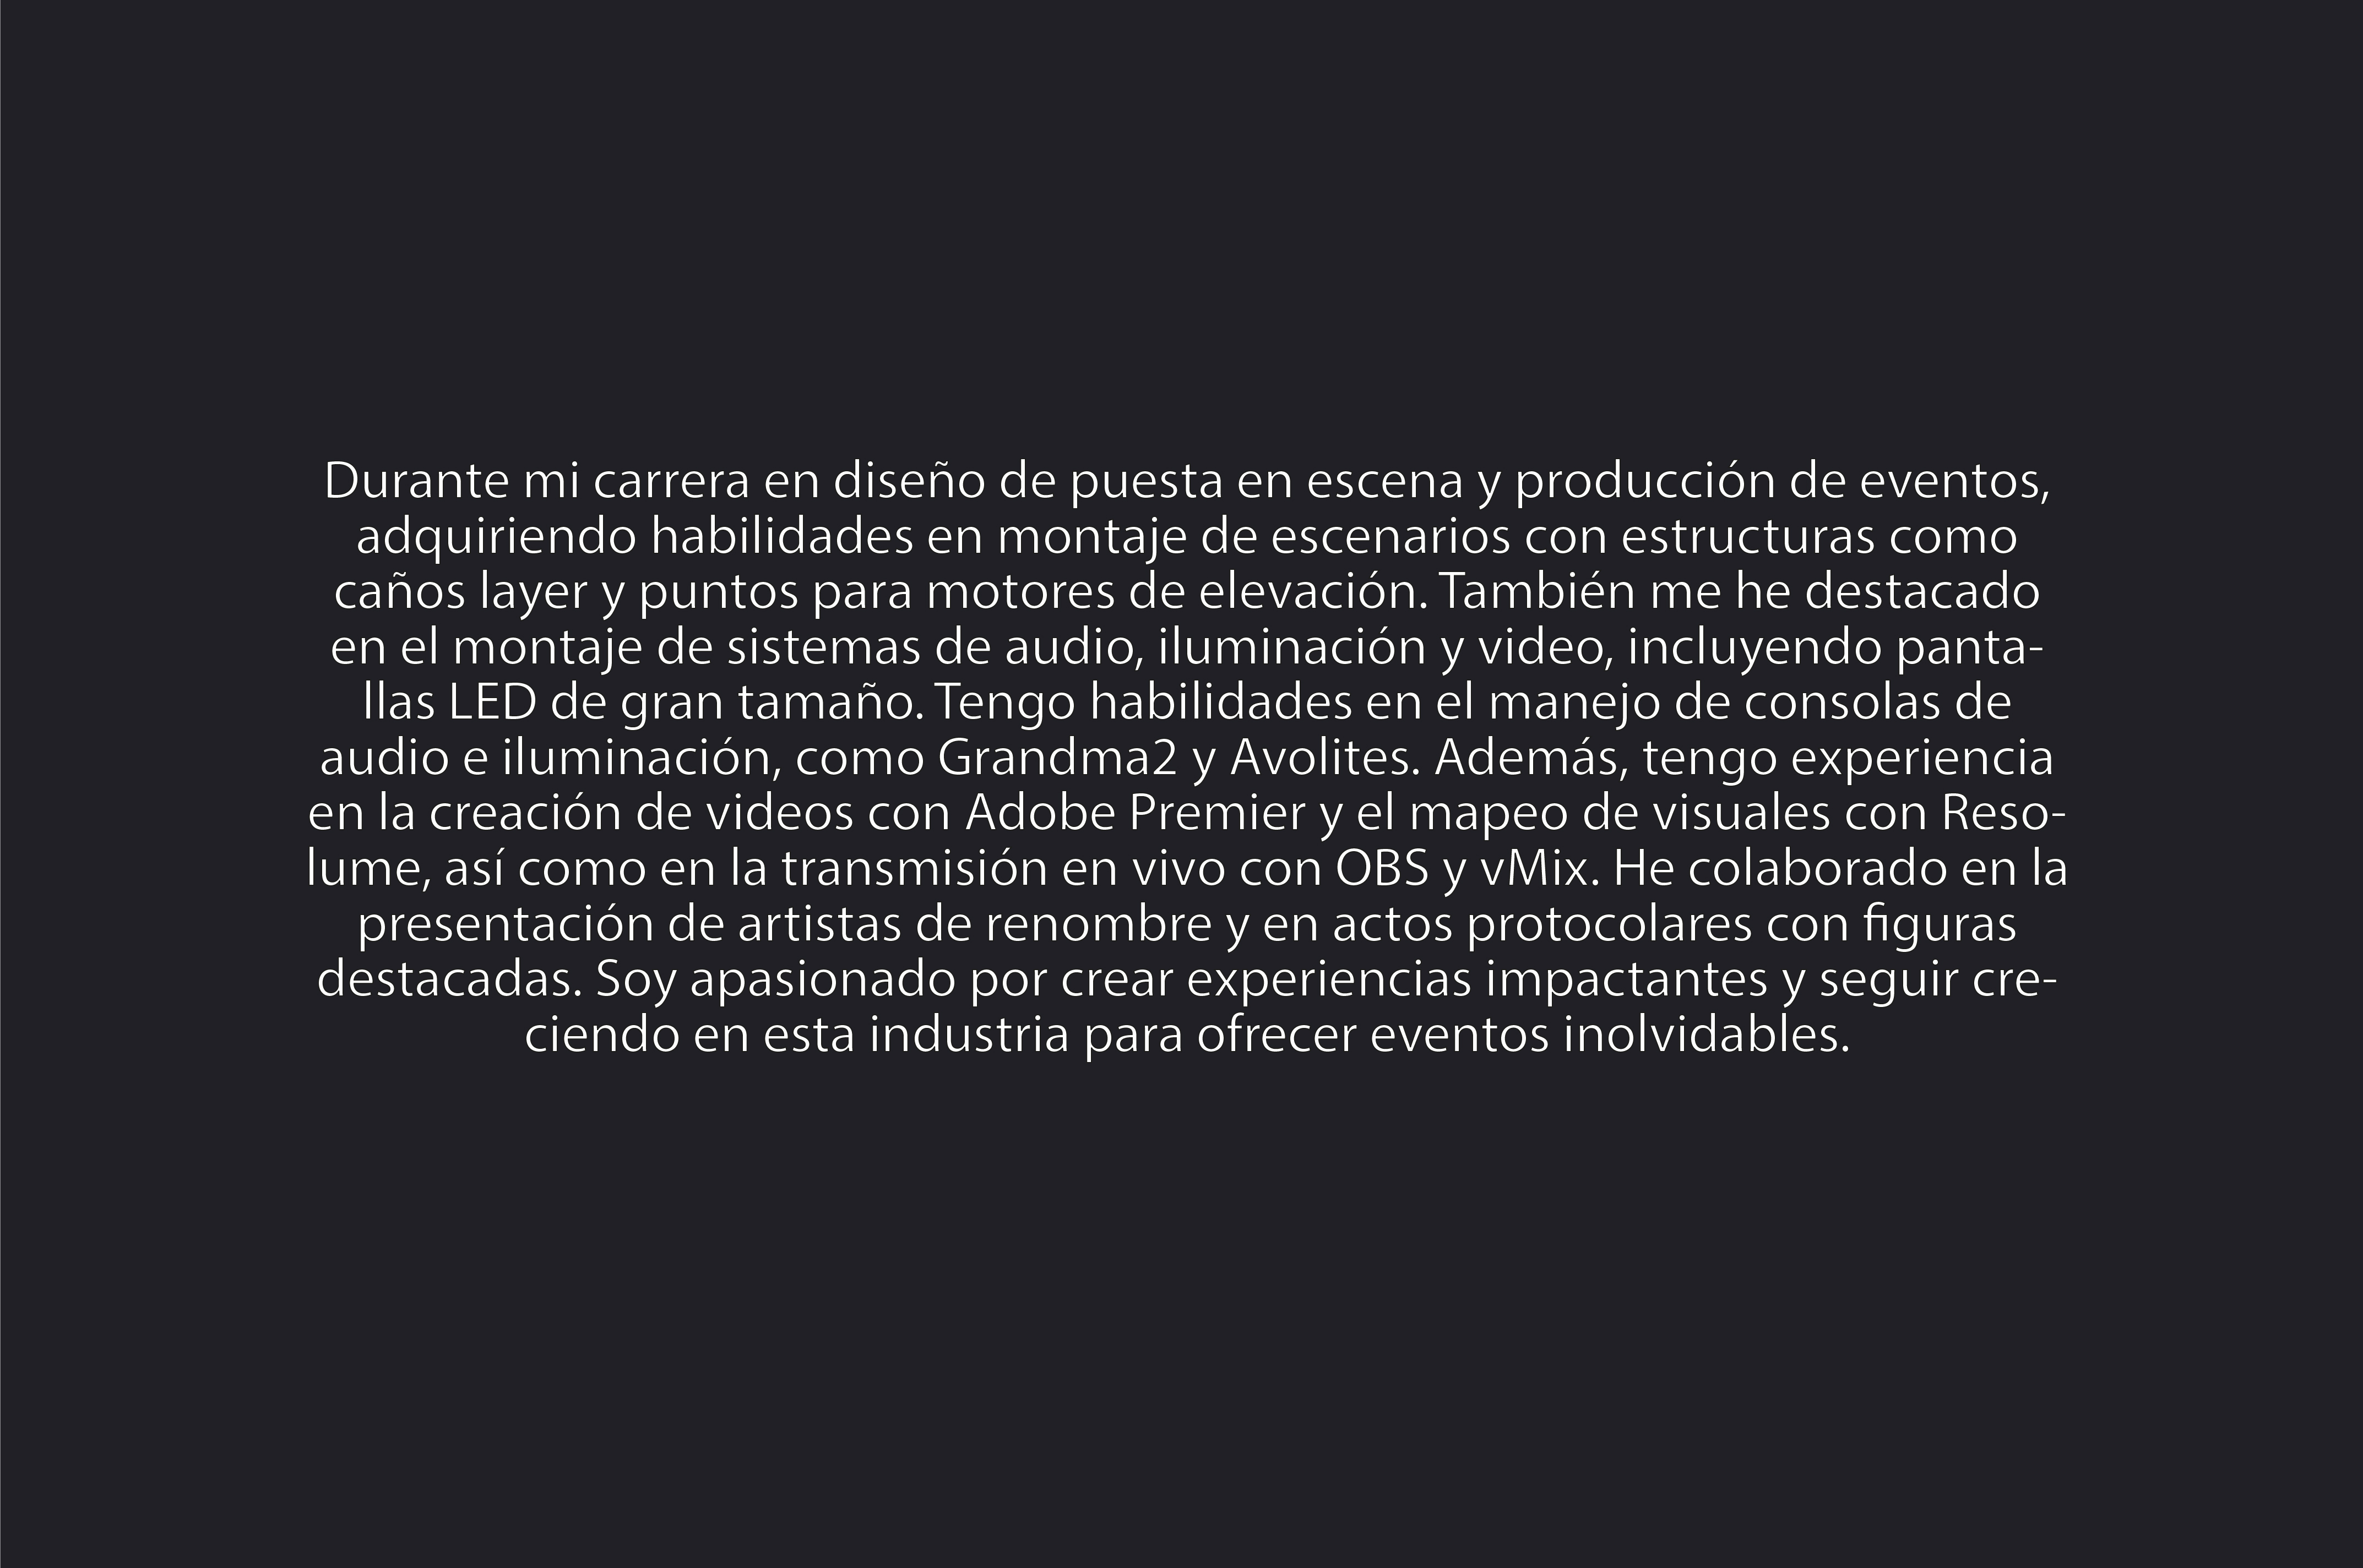 Durante mi carrera en diseño de puesta en escena y producción de eventos,
adquiriendo habilidades en montaje de escenarios con estructuras como
caños layer y puntos para motores de elevación. También me he destacado
en el montaje de sistemas de audio, iluminación y video, incluyendo panta-
llas LED de gran tamaño. Tengo habilidades en el manejo de consolas de
audio e iluminación, como Grandma2 y Avolites. Además, tengo experiencia
en la creación de videos con Adobe Premier y el mapeo de visuales con Reso-
lume, así como en la transmisión en vivo con OBS y vMix. He colaborado en la
presentación de artistas de renombre y en actos protocolares con figuras
destacadas. Soy apasionado por crear experiencias impactantes y seguir cre-
ciendo en esta industria para ofrecer eventos inolvidables.